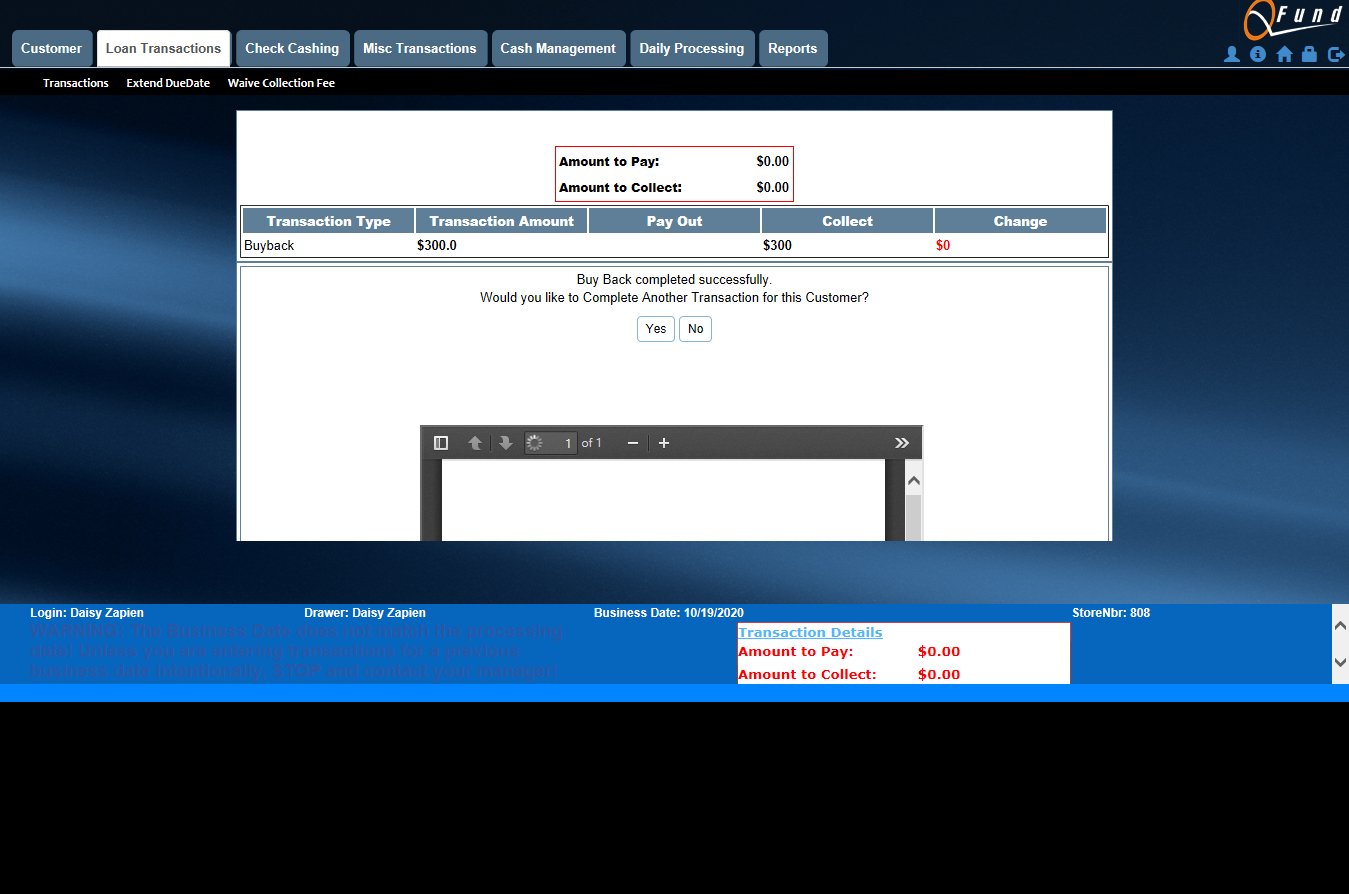 QFund
Customer Loan Transactions Check Cashing Misc Transactions Cash Management Daily Processing Reports
Transactions Extend DueDate Waive Collection Fee
Amount to Pay: $0.00
Amount to Collect: $0.00
Transaction Type Transaction Amount Pay Out Collect Change
Buyback $300.0 $300 $0
Buy Back completed successfully.
Would you like to Complete Another Transaction for this Customer?
Yes No
1 of 1
Login: Daisy Zapien Drawer: Daisy Zapien Business Date: 10/19/2020 StoreNbr: 808
WARNING: The Business Date does not match the processing
date! Unless you are entering transactions for a previous
business date intentionally, STOP and contact your manager!
Transaction Details
Amount to Pay: $0.00
Amount to Collect: $0.00